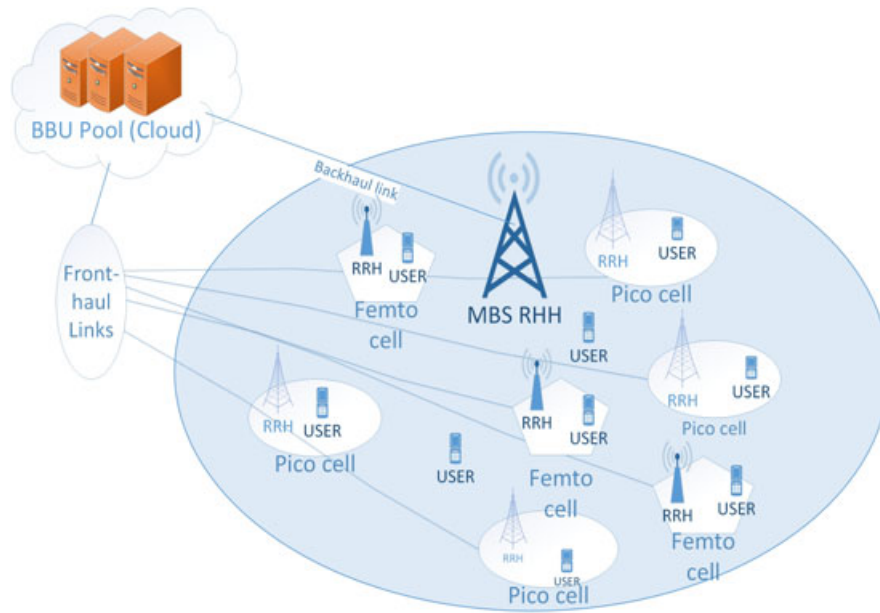 BBU Pool (Cloud)
Backhaul link
Front-
haul
Links
RRH
USER
Femto
cell
MBS RHH
RRH
USER
Pico cell
USER
RRH
USER
Pico cell
RRH
USER
Pico cell
RRH
USER
Femto
cell
USER
RRH
USER
Femto
cell
RRH
USER
Pico cell